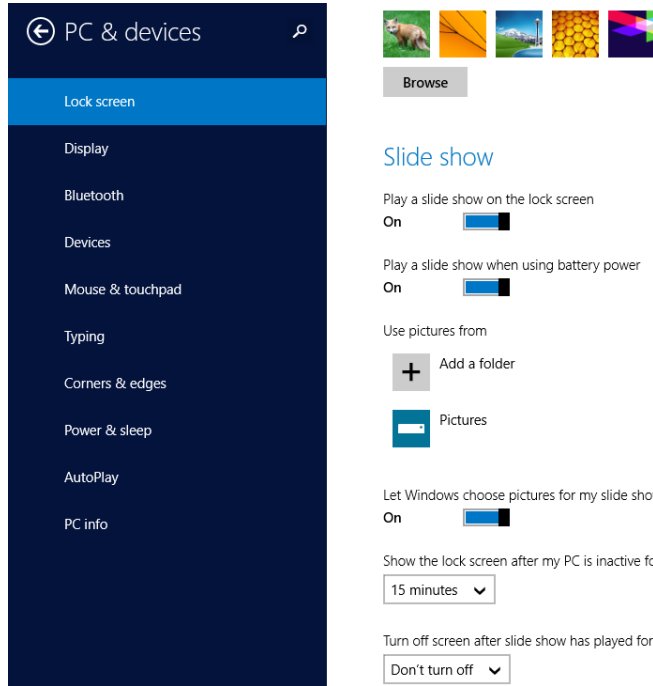 PC & devices
Lock screen
Display
Bluetooth
Devices
Mouse & touchpad
Typing
Corners & edges
Power & sleep
AutoPlay
PC info
Browse
Slide show
Play a slide show on the lock screen
On
Play a slide show when using battery power
On
Use pictures from
Add a folder
Pictures
Let Windows choose pictures for my slide
On
Show the lock screen after my PC is inactive
15 minutes
Turn off screen after slide show has played for
Don't turn off